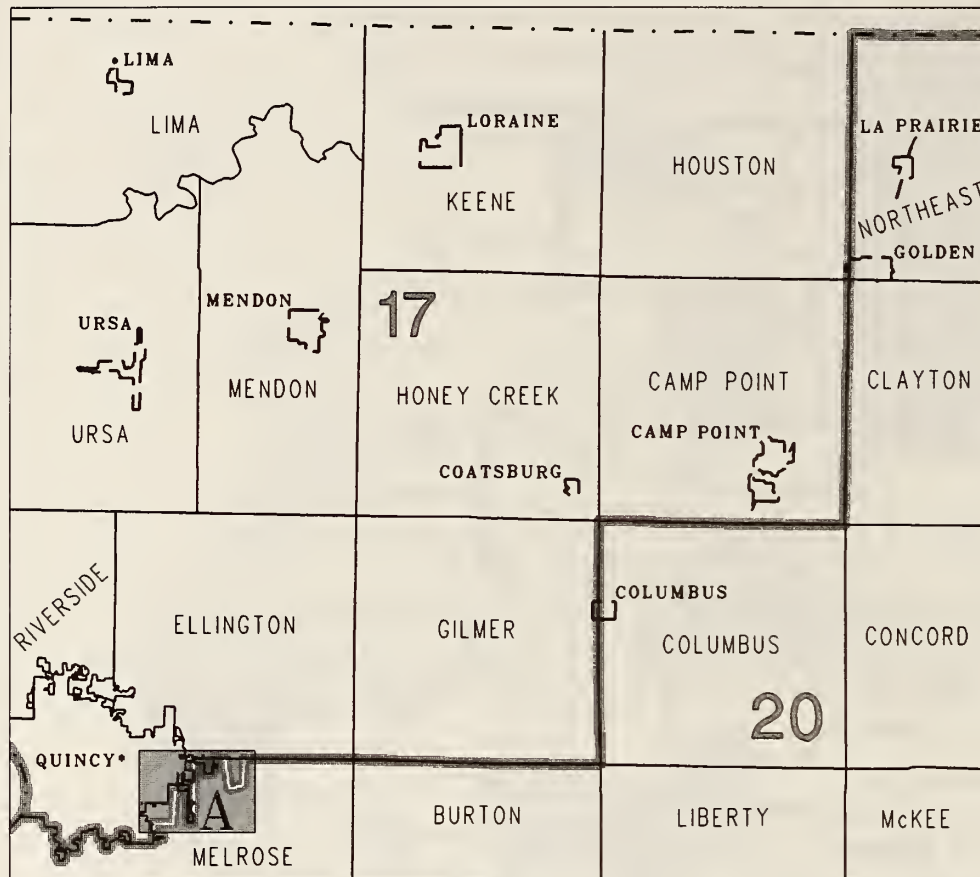 LIMA
LIMA
LORAINE
KEENE
HOUSTON
LA PRAIRIE
NORTHEAST
GOLDEN
MENDON
17
URSA
MENDON
HONEY CREEK
CAMP POINT
CLAYTON
URSA
CAMP POINT
COATSBURG
RIVERSIDE
ELLINGTON
GILMER
COLUMBUS
COLUMBUS
CONCORD
20
QUINCY*
A
BURTON
LIBERTY
McKEE
MELROSE